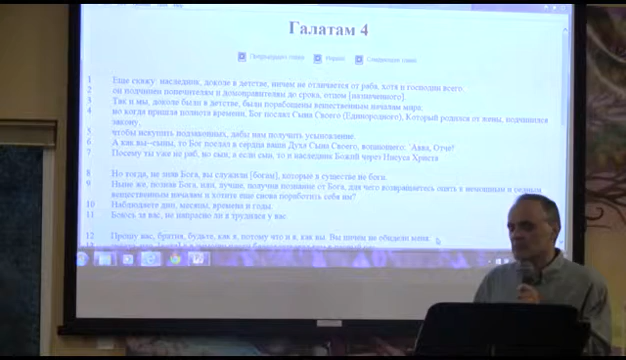 Галатам 4
Предыдущая глава Индекс Следующая глава
1 Еще скажу: наследник, доколе в детстве, ничем не отличается от раба, хотя и господин всего:
2 он подчинен попечителям и домоправителям до срока, отцом [назначенного].
3 Так и мы, доколе были в детстве, были порабощены вещественным началам мира;
4 но когда пришла полнота времени, Бог послал Сына Своего (Единородного), Который родился от жены, подчинился
закону,
5 чтобы искупить подзаконных, дабы нам получить усыновление.
6 А как вы--сыны, то Бог послал в сердца ваши Духа Сына Своего, вопиющего: 'Авва, Отче!'
7 Посему ты уже не раб, но сын; а если сын, то и наследник Божий через Иисуса Христа
8 Но тогда, не знав Бога, вы служили [богам], которые в существе не боги.
9 Ныне же, познав Бога, или, лучше, получив познание от Бога, для чего возвращаетесь опять к немощным и бедным
вещественным началам и хотите еще снова поработить себя им?
10 Наблюдаете дни, месяцы, времена и годы.
11 Боюсь за вас, не напрасно ли я трудился у вас.
12 Прошу вас, братия, будьте, как я, потому что и я, как вы. Вы ничем не обидели меня: